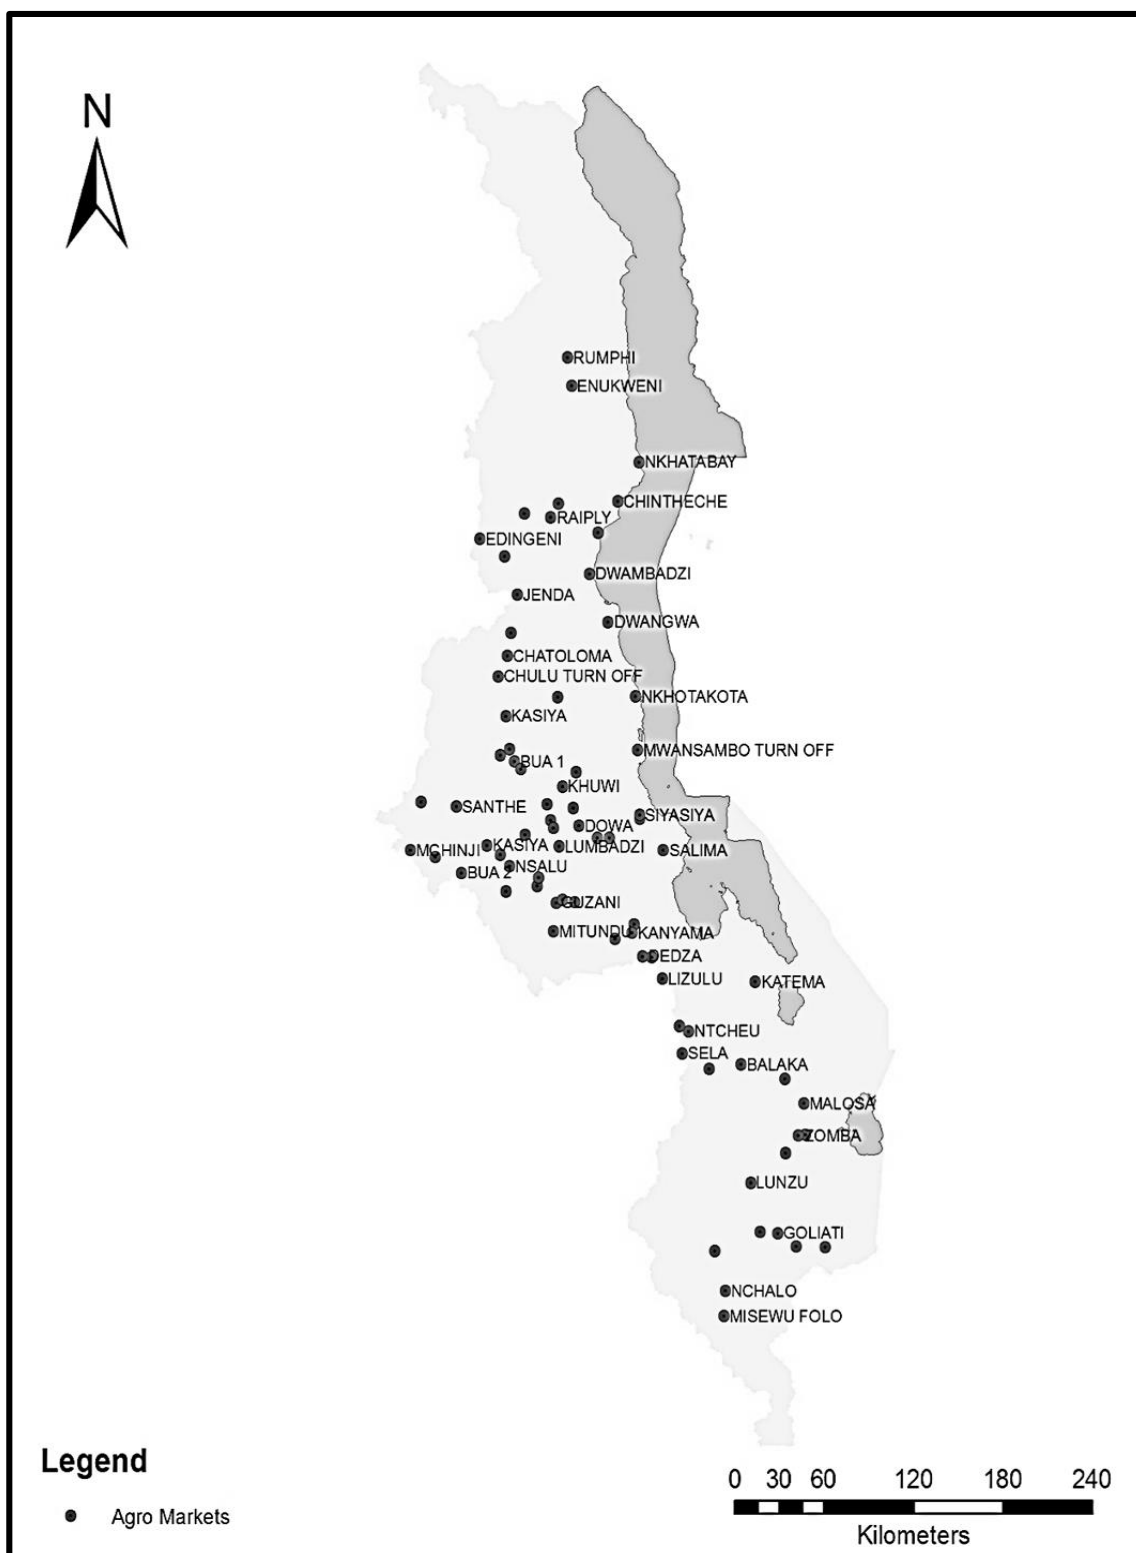 N
RUMPHI
ENUKWENI
NKHATABAY
CHINTHECHE
RAIPLY
EDINGENI
DWAMBADZI
JENDA
DWANGWA
CHATOLOMA
CHULU TURN OFF
NKHOTAKOTA
KASIYA
MWANSAMBO TURN OFF
BUA 1
KHUWI
SANTHE
SIYASIYA
DOWA
KASIYA
LUMBADZI
MCHINJI
SALIMA
NSALU
BUA 2
GUZANI
MITUNDU
KANYAMA
DEDZA
LIZULU
KATEMA
NTCHEU
SELA
BALAKA
MALOSA
ZOMBA
LUNZU
GOLIATI
NCHALO
MISEWU FOLO
Legend
Agro Markets
0 30 60 120 180 240
Kilometers